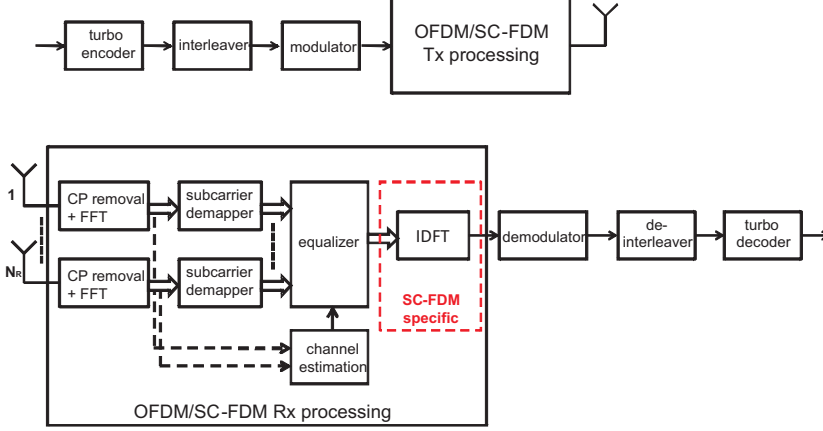 turbo
encoder
interleaver
modulator
OFDM/SC-FDM
Tx processing
1
CP removal
+ FFT
subcarrier
demapper
equalizer
IDFT
demodulator
de-
interleaver
turbo
decoder
NR
CP removal
+ FFT
subcarrier
demapper
SC-FDM
specific
channel
estimation
OFDM/SC-FDM Rx processing